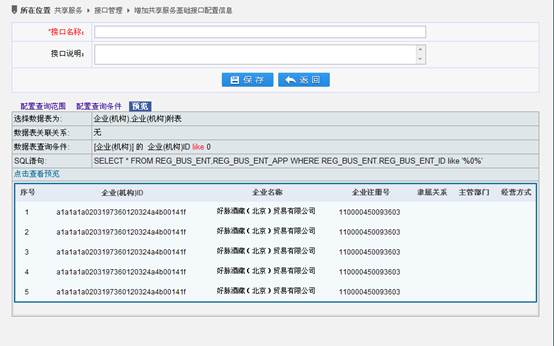 所在位置 共享服务 接口管理 增加共享服务基础接口配置信息
*接口名称:
接口说明:
保存 返回
配置查询范围 配置查询条件 预览
选择数据表为: 企业(机构),企业(机构)附表
数据表关联关系: 无
数据表查询条件: [企业(机构)] 的 企业(机构)ID like 0
SQL语句: SELECT * FROM REG_BUS_ENT,REG_BUS_ENT_APP WHERE REG_BUS_ENT.REG_BUS_ENT_ID like '%0%'
点击查看预览
序号 企业(机构)ID 企业名称 企业注册号 隶属关系 主管部门 经营方式
1 a1a1a1a0203197360120324a4b00141f 好脉酒藏(北京)贸易有限公司 110000450093603
2 a1a1a1a0203197360120324a4b00141f 好脉酒藏(北京)贸易有限公司 110000450093603
3 a1a1a1a0203197360120324a4b00141f 好脉酒藏(北京)贸易有限公司 110000450093603
4 a1a1a1a0203197360120324a4b00141f 好脉酒藏(北京)贸易有限公司 110000450093603
5 a1a1a1a0203197360120324a4b00141f 好脉酒藏(北京)贸易有限公司 110000450093603